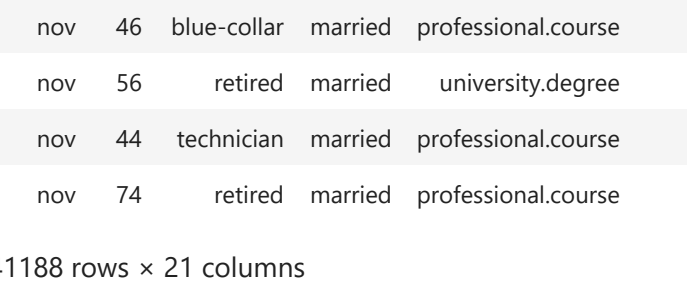 nov 46 blue-collar married professional.course
nov 56 retired married university.degree
nov 44 technician married professional.course
nov 74 retired married professional.course
41188 rows × 21 columns